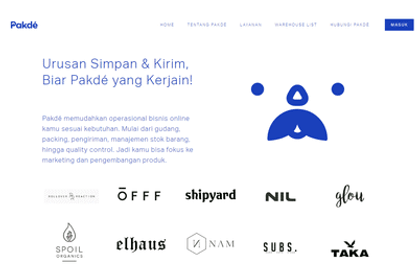 Pakdé
HOME TENTANG PAKDÉ LAYANAN WAREHOUSE LIST HUBUNGI PAKDÉ MASUK
Urusan Simpan & Kirim,
Biar Pakdé yang Kerjain!
Pakdé memudahkan operasional bisnis online
kamu sesuai kebutuhan. Mulai dari gudang,
packing, pengiriman, manajemen stok barang,
hingga quality control. Jadi kamu bisa fokus ke
marketing dan pengembangan produk.
ŌFFF shipyard NIL glou
SPOIL
ORGANICS
elhaus N NAM SUBS. TAKA